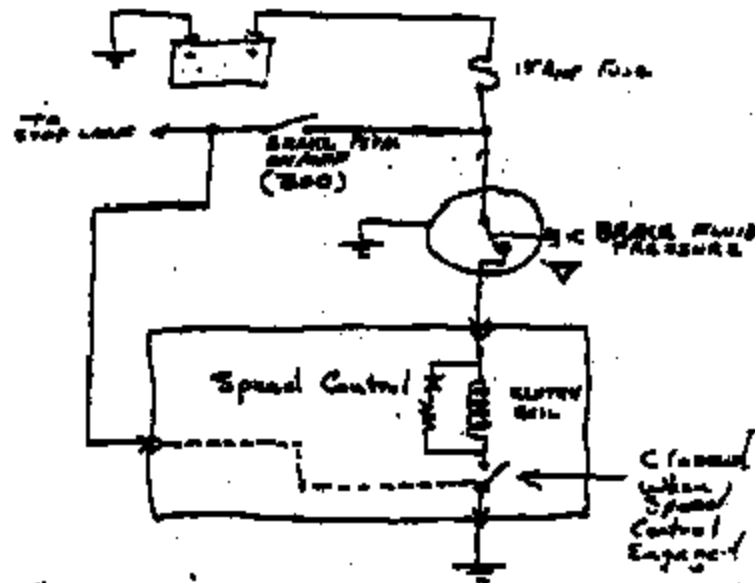 15 Amp Fuse
To
Stop Lamp
Brake Pedal
(BOO)
Brake Fluid
Pressure
Speed Control
Clutch
Coil
Closed
When
Speed
Control
Engaged